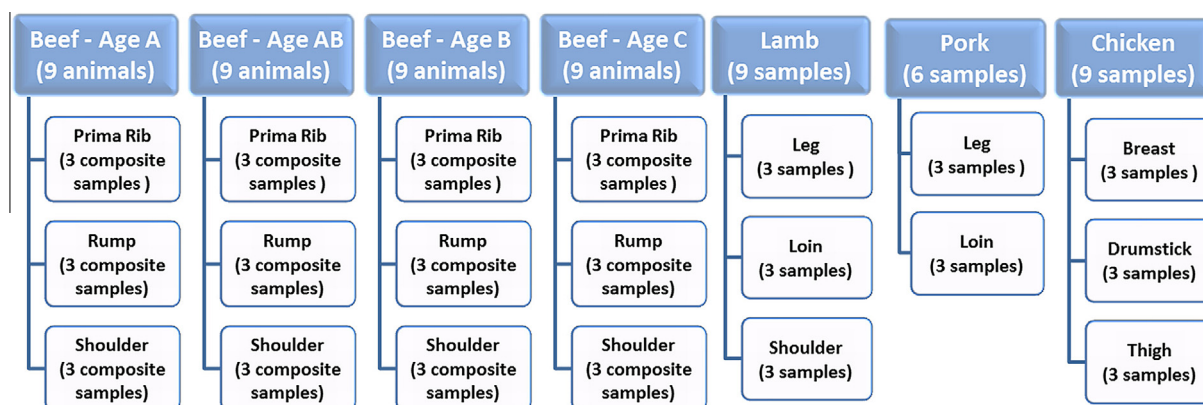 Beef - Age A
(9 animals)
Prima Rib
(3 composite
samples )
Rump
(3 composite
samples)
Shoulder
(3 composite
samples)
Beef - Age AB
(9 animals)
Prima Rib
(3 composite
samples )
Rump
(3 composite
samples)
Shoulder
(3 composite
samples)
Beef - Age B
(9 animals)
Prima Rib
(3 composite
samples )
Rump
(3 composite
samples)
Shoulder
(3 composite
samples)
Beef - Age C
(9 animals)
Prima Rib
(3 composite
samples )
Rump
(3 composite
samples)
Shoulder
(3 composite
samples)
Lamb
(9 samples)
Leg
(3 samples )
Loin
(3 samples)
Shoulder
(3 samples)
Pork
(6 samples)
Leg
(3 samples )
Loin
(3 samples)
Chicken
(9 samples)
Breast
(3 samples )
Drumstick
(3 samples)
Thigh
(3 samples)